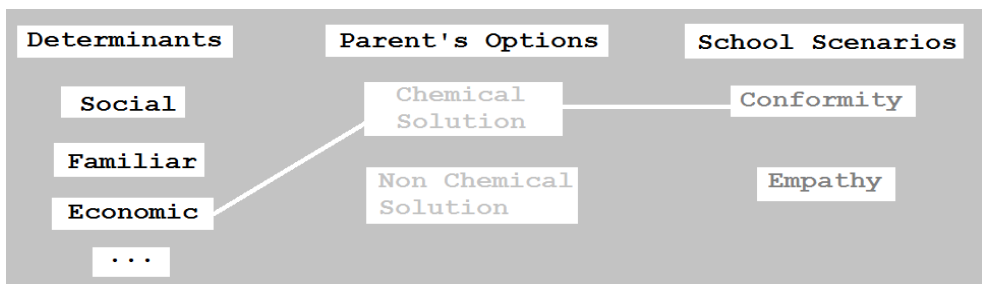 Determinants
Parent's Options
School Scenarios
Social
Chemical
Solution
Conformity
Familiar
Non Chemical
Solution
Empathy
Economic
...